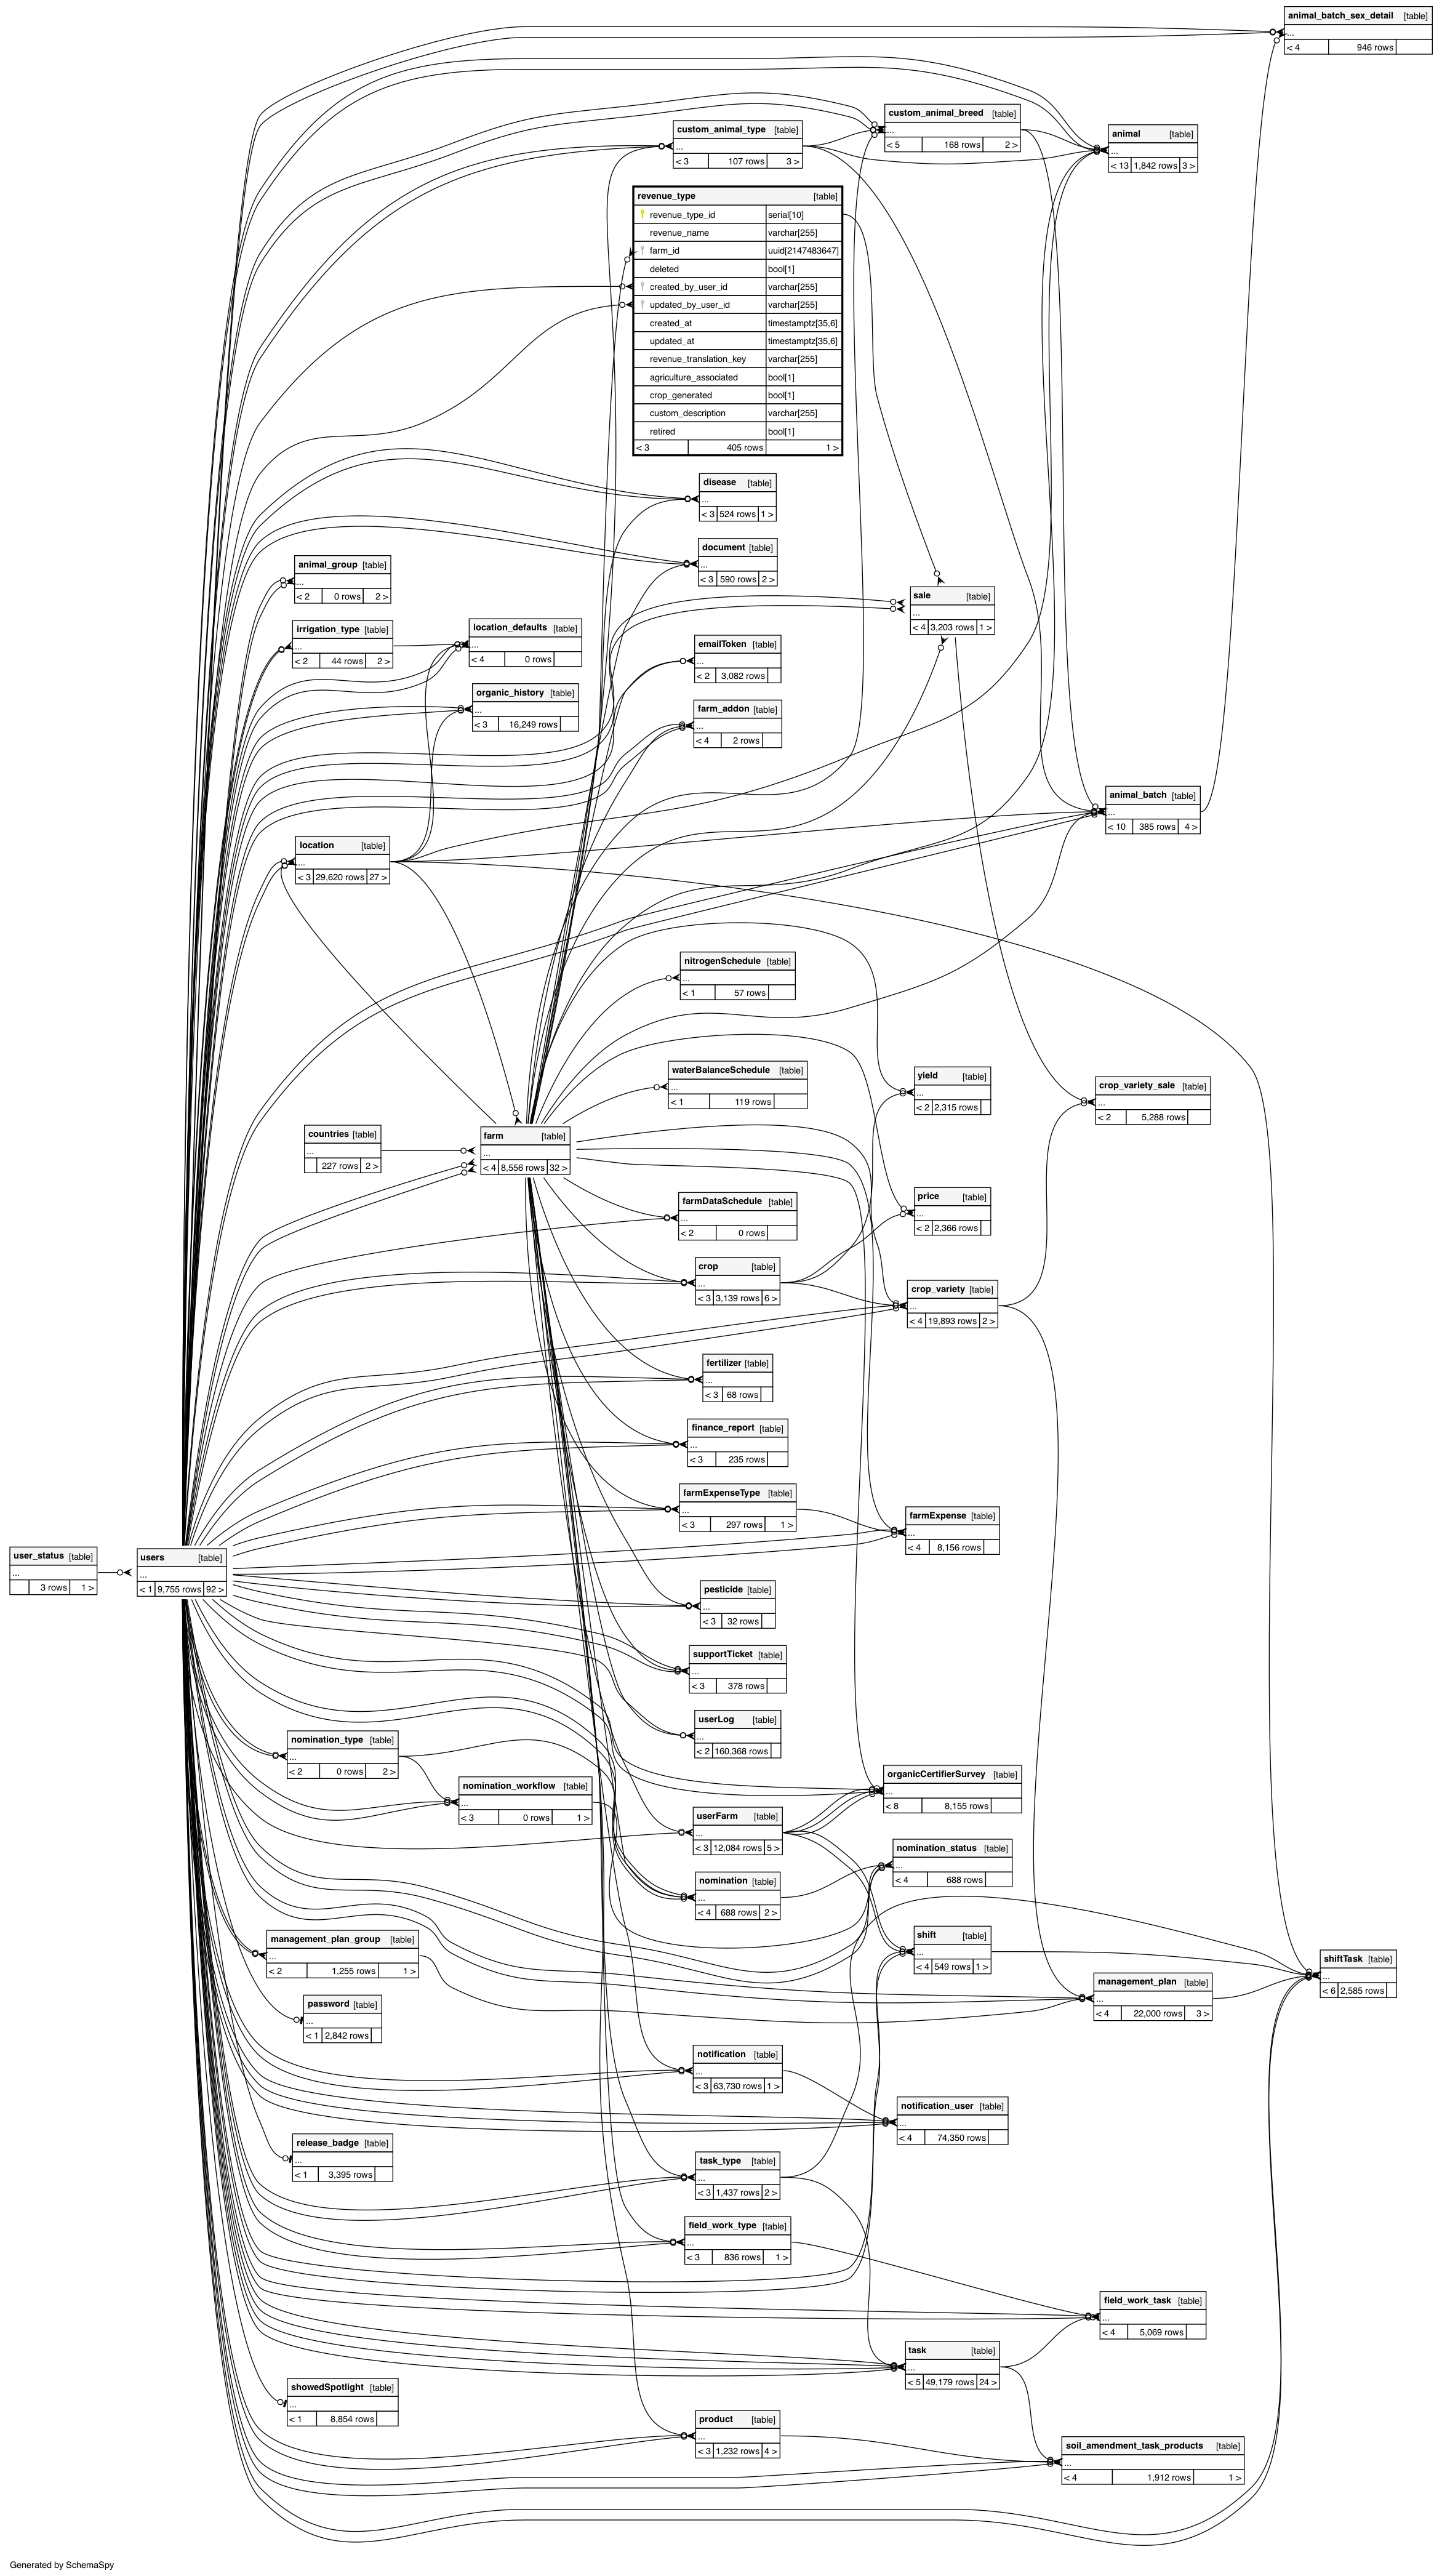 animal_batch_sex_detail [table]
...
< 4 946 rows
custom_animal_breed [table]
...
< 5 168 rows 2 >
custom_animal_type [table]
...
< 3 107 rows 3 >
animal [table]
...
< 13 1,842 rows 3 >
revenue_type [table]
revenue_type_id serial[10]
revenue_name varchar[255]
farm_id uuid[2147483647]
deleted bool[1]
created_by_user_id varchar[255]
updated_by_user_id varchar[255]
created_at timestamptz[35,6]
updated_at timestamptz[35,6]
revenue_translation_key varchar[255]
agriculture_associated bool[1]
crop_generated bool[1]
custom_description varchar[255]
retired bool[1]
< 3 405 rows 1 >
disease [table]
...
< 3 524 rows 1 >
document [table]
...
< 3 590 rows 2 >
animal_group [table]
...
< 2 0 rows 2 >
sale [table]
...
< 4 3,203 rows 1 >
irrigation_type [table]
...
< 2 44 rows 2 >
location_defaults [table]
...
< 4 0 rows
emailToken [table]
...
< 2 3,082 rows
organic_history [table]
...
< 3 16,249 rows
farm_addon [table]
...
< 4 2 rows
animal_batch [table]
...
< 10 385 rows 4 >
location [table]
...
< 3 29,620 rows 27 >
nitrogenSchedule [table]
...
< 1 57 rows
waterBalanceSchedule [table]
...
< 1 119 rows
yield [table]
...
< 2 2,315 rows
crop_variety_sale [table]
...
< 2 5,288 rows
countries [table]
...
227 rows 2 >
farm [table]
...
< 4 8,556 rows 32 >
farmDataSchedule [table]
...
< 2 0 rows
price [table]
...
< 2 2,366 rows
crop [table]
...
< 3 3,139 rows 6 >
crop_variety [table]
...
< 4 19,893 rows 2 >
fertilizer [table]
...
< 3 68 rows
finance_report [table]
...
< 3 235 rows
farmExpenseType [table]
...
< 3 297 rows 1 >
farmExpense [table]
...
< 4 8,156 rows
user_status [table]
...
3 rows 1 >
users [table]
...
< 1 9,755 rows 92 >
pesticide [table]
...
< 3 32 rows
supportTicket [table]
...
< 3 378 rows
userLog [table]
...
< 2 160,368 rows
nomination_type [table]
...
< 2 0 rows 2 >
organicCertifierSurvey [table]
...
< 8 8,155 rows
nomination_workflow [table]
...
< 3 0 rows 1 >
userFarm [table]
...
< 3 12,084 rows 5 >
nomination_status [table]
...
< 4 688 rows
nomination [table]
...
< 4 688 rows 2 >
management_plan_group [table]
...
< 2 1,255 rows 1 >
shift [table]
...
< 4 549 rows 1 >
shiftTask [table]
...
< 6 2,585 rows
management_plan [table]
...
< 4 22,000 rows 3 >
password [table]
...
< 1 2,842 rows
notification [table]
...
< 3 63,730 rows 1 >
notification_user [table]
...
< 4 74,350 rows
release_badge [table]
...
< 1 3,395 rows
task_type [table]
...
< 3 1,437 rows 2 >
field_work_type [table]
...
< 3 836 rows 1 >
field_work_task [table]
...
< 4 5,069 rows
task [table]
...
< 5 49,179 rows 24 >
showedSpotlight [table]
...
< 1 8,854 rows
product [table]
...
< 3 1,232 rows 4 >
soil_amendment_task_products [table]
...
< 4 1,912 rows 1 >
Generated by SchemaSpy